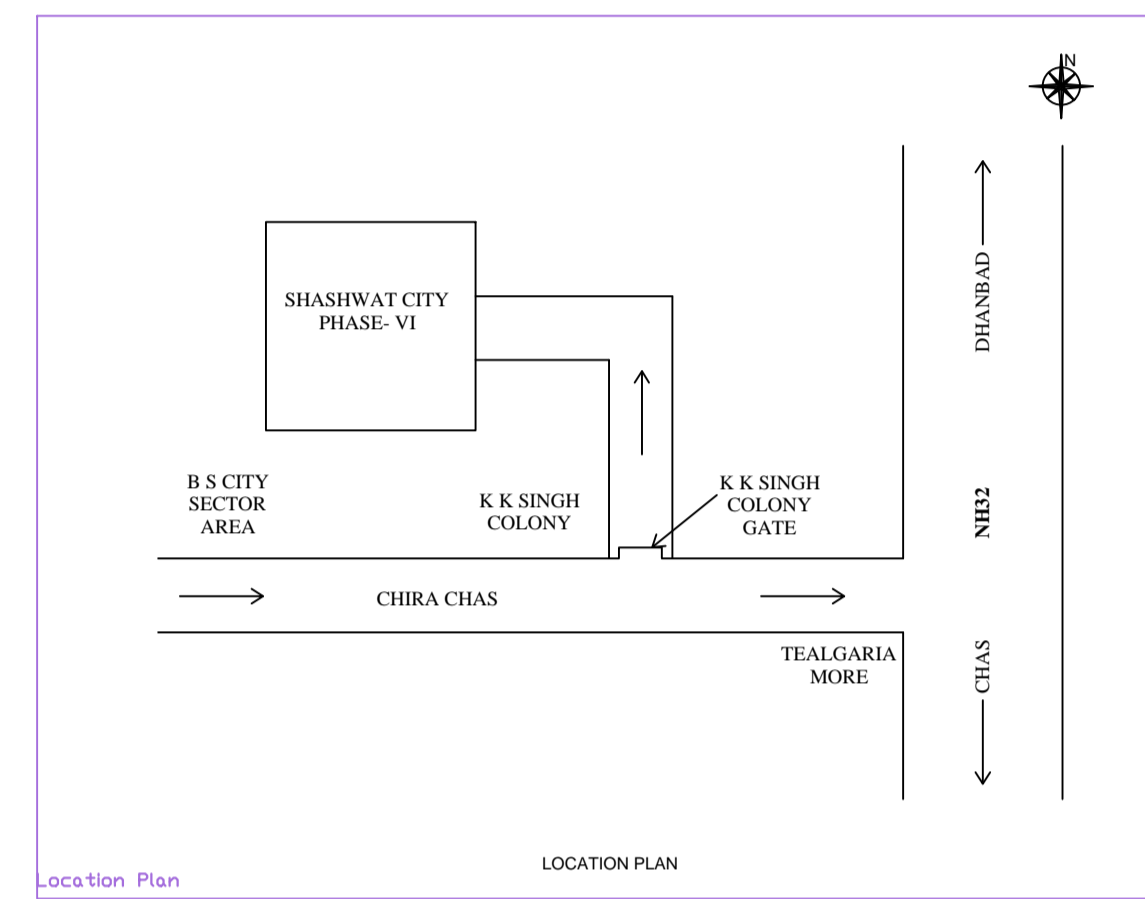 N
DHANBAD
SHASHWAT CITY
PHASE- VI
B S CITY
SECTOR
AREA
K K SINGH
COLONY
K K SINGH
COLONY
GATE
NH32
CHIRA CHAS
TEALGARIA
MORE
CHAS
LOCATION PLAN
Location Plan